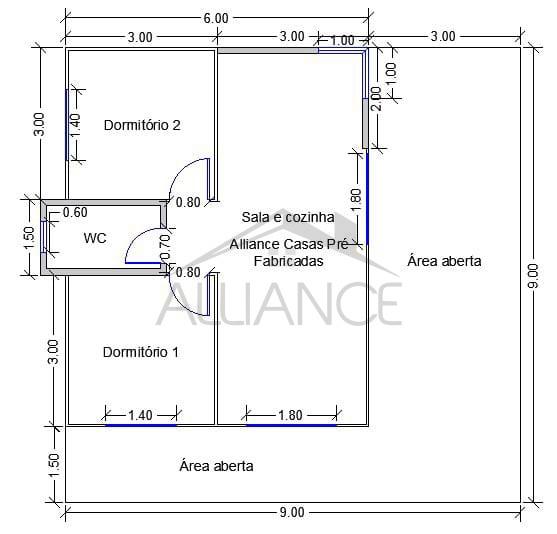 6.00
3.00
3.00
1.00
3.00
1.00
2.00
3.00
1.40
Dormitório 2
0.80
1.80
0.60
Sala e cozinha
1.50
WC
0.70
Alliance Casas Pré
Fabricadas
Área aberta
0.80
9.00
ALLIANCE
3.00
Dormitório 1
1.40
1.80
1.50
Área aberta
9.00